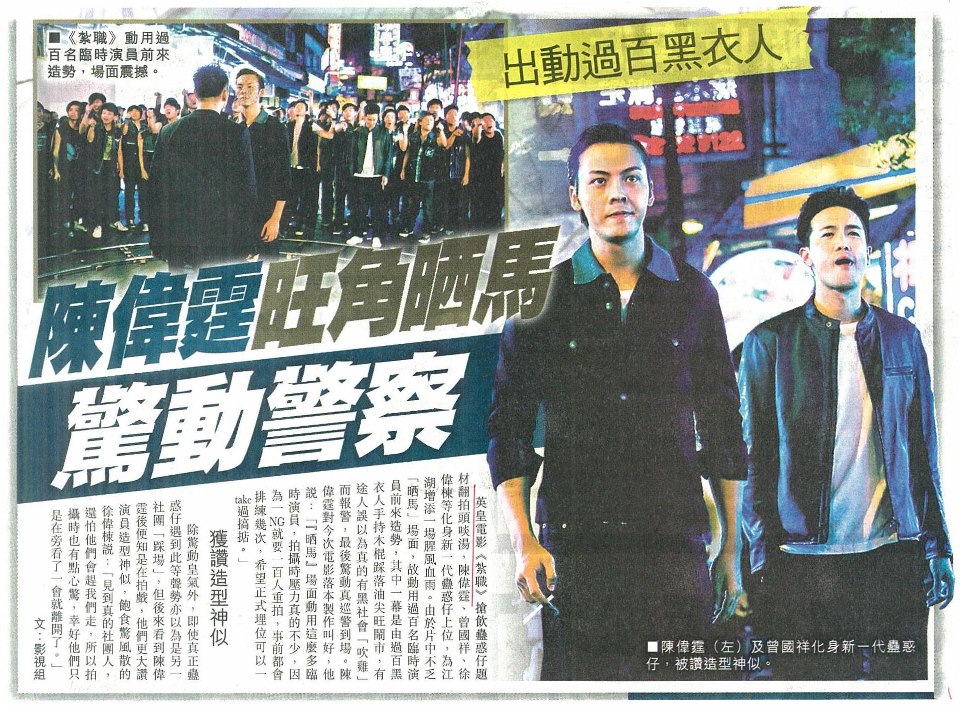 ■《紮職》動用過
百名臨時演員前來
造勢，場面震撼。
出動過百黑衣人
陳偉霆旺角晒馬
驚動警察
英皇電影《紮職》搶飲蠱惑仔題
材翻拍頭啖湯，陳偉霆、曾國祥、徐
偉棟等化身新一代蠱惑仔上位，為江
湖增添一場腥風血雨。由於片中不乏
「晒馬」場面，故動用過百名臨時演
員前來造勢，其中一幕是由過百黑
衣人手持木棍踩落油尖旺鬧市，有
途人誤以為真的有黑社會「吹雞」
而報警，最後驚動真巡警到場。陳
偉霆對今次電影落本製作叫好，他
說：「『晒馬』場面動用這麼多臨
時演員，拍攝時壓力真的不少，因
為一NG就要二百人重拍，事前都會
排練幾次，希望正式埋位可以一
take過搞掂。」
獲讚造型神似
除驚動皇氣外，即使真正蠱
惑仔遇到此等聲勢亦以為是另一
社團「踩場」，但後來看到陳偉
霆後便知是在拍戲，他們更大讚
演員造型神似，飽食驚風散的
徐偉棟說：「見到真的社團人，
還怕他們會趕我們走，所以拍
攝時也有點心驚，幸好他們只
是在旁看了一會就離開了。」
文：影視組
■陳偉霆（左）及曾國祥化身新一代蠱惑
仔，被讚造型神似。